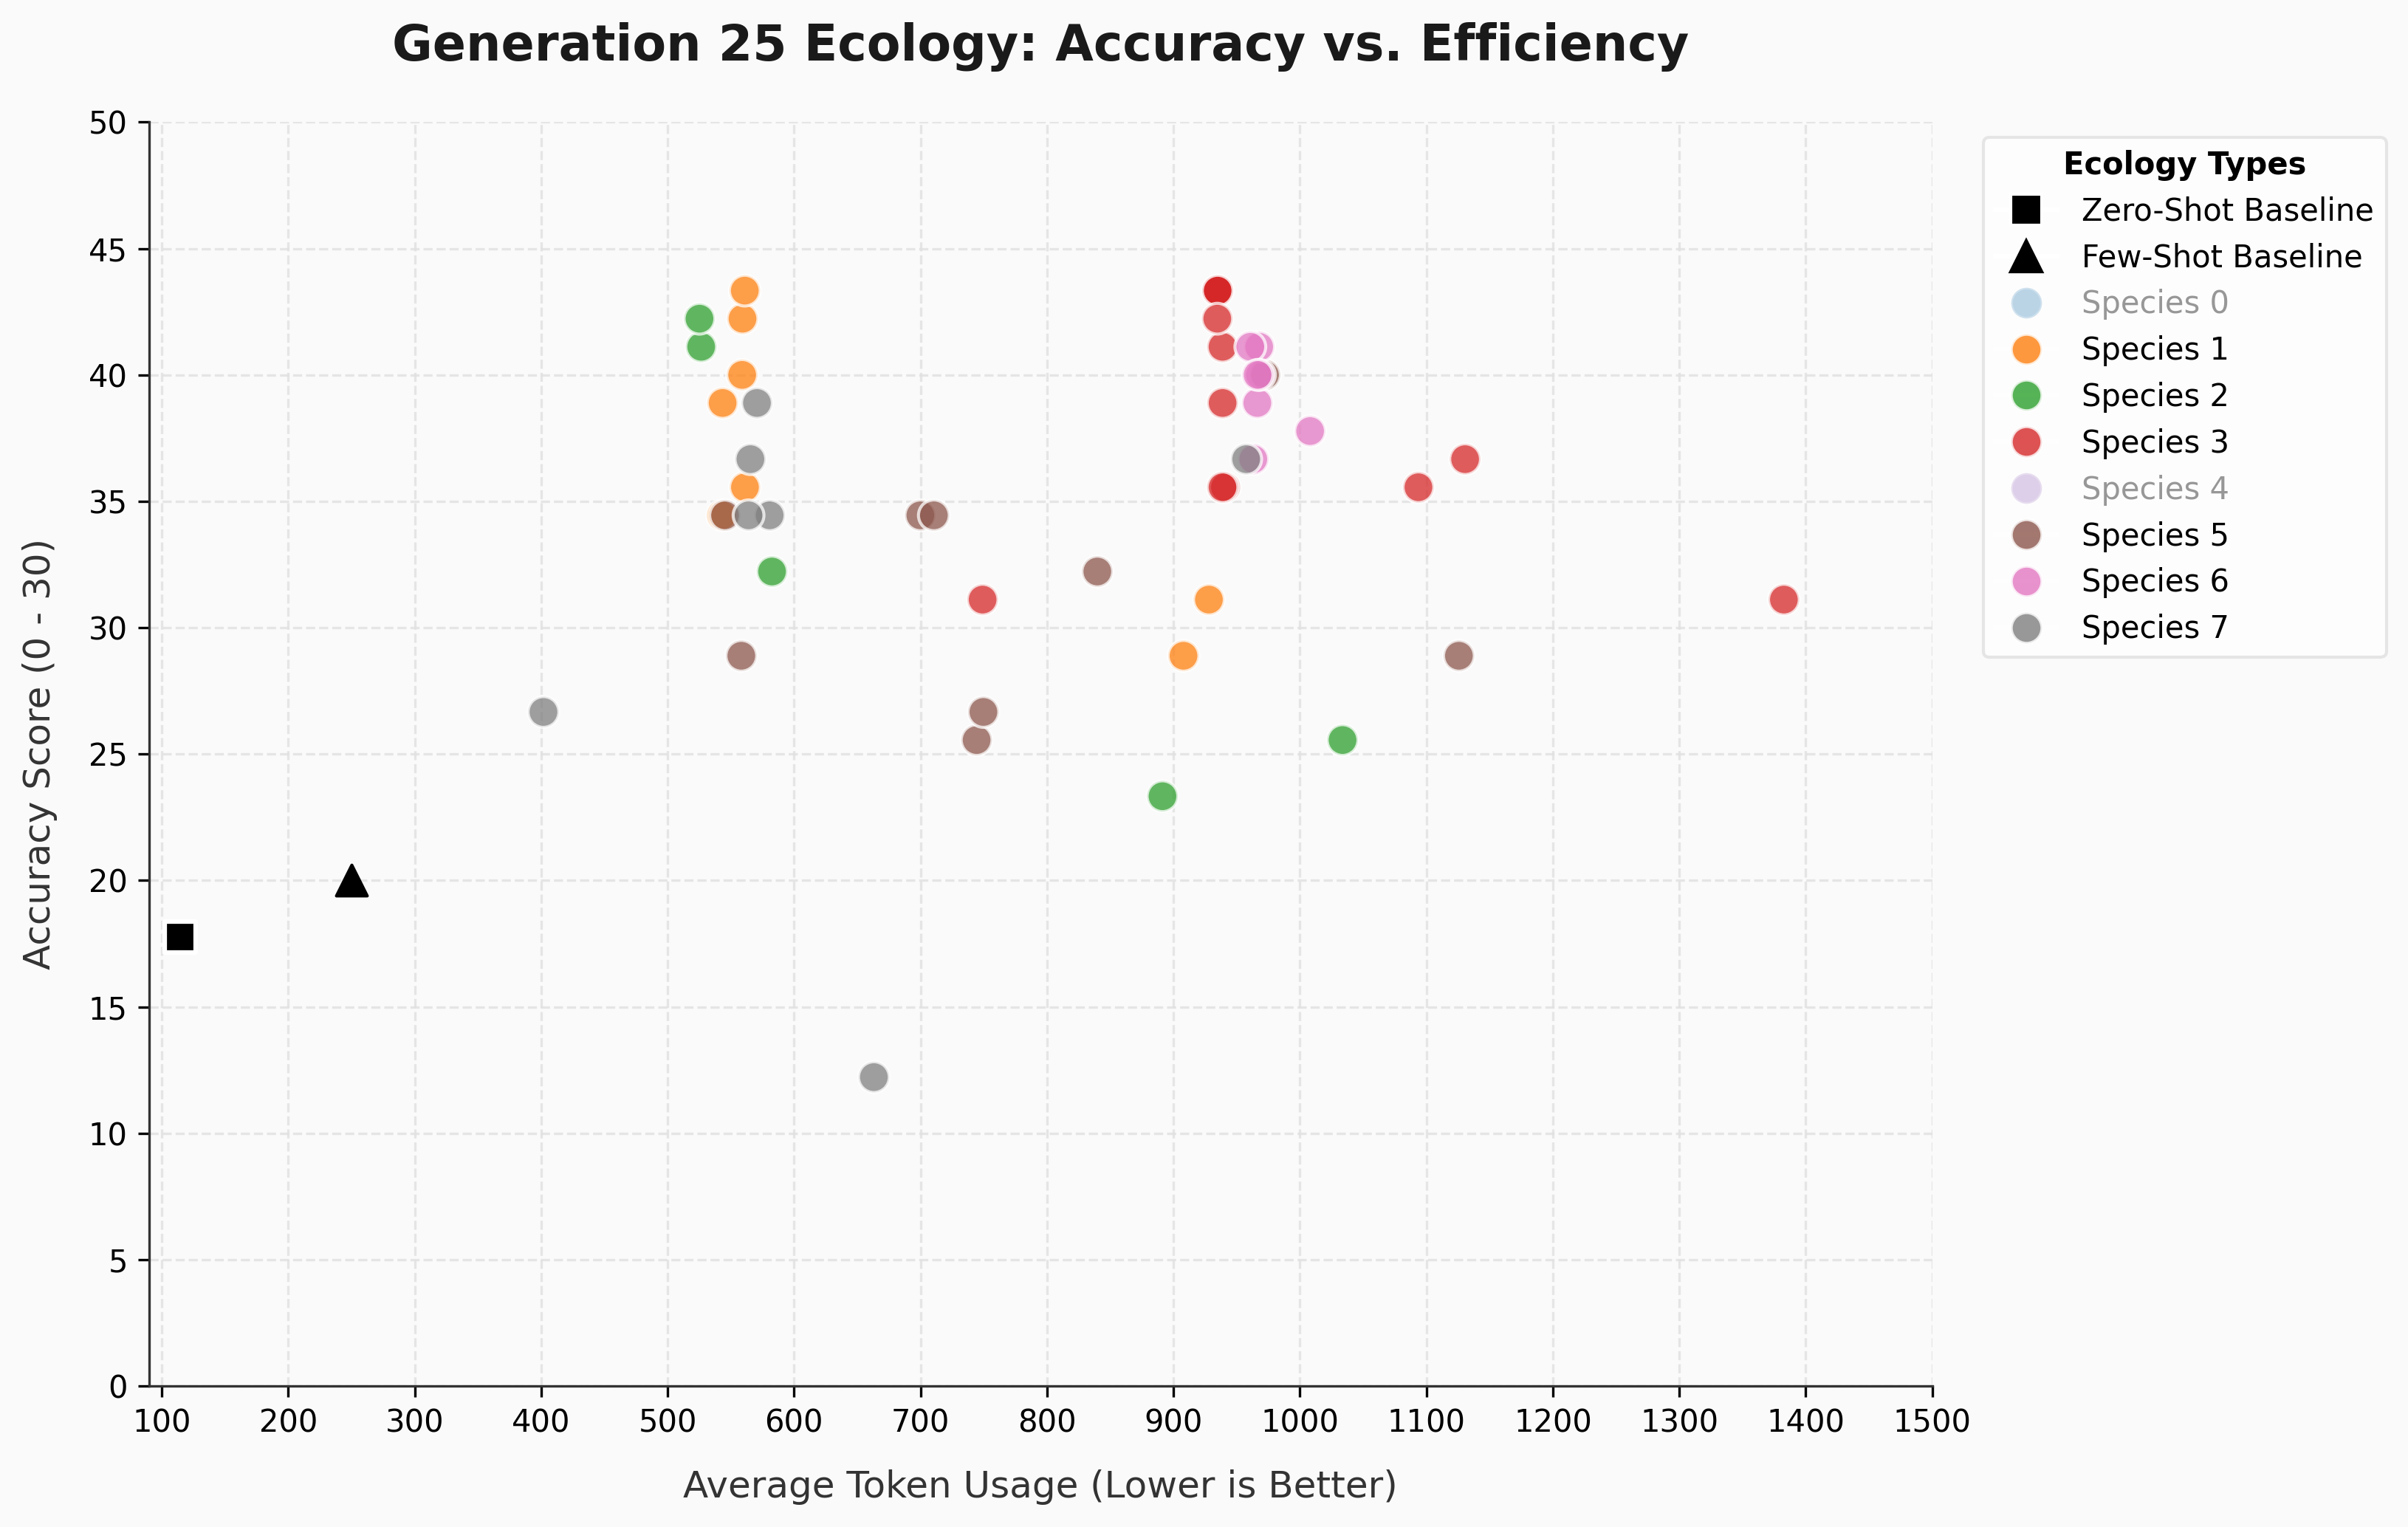 Generation 25 Ecology: Accuracy vs. Efficiency
50
45
40
35
30
25
20
15
10
5
0
Accuracy Score (0 - 30)
100 200 300 400 500 600 700 800 900 1000 1100 1200 1300 1400 1500
Average Token Usage (Lower is Better)
Ecology Types
Zero-Shot Baseline
Few-Shot Baseline
Species 0
Species 1
Species 2
Species 3
Species 4
Species 5
Species 6
Species 7